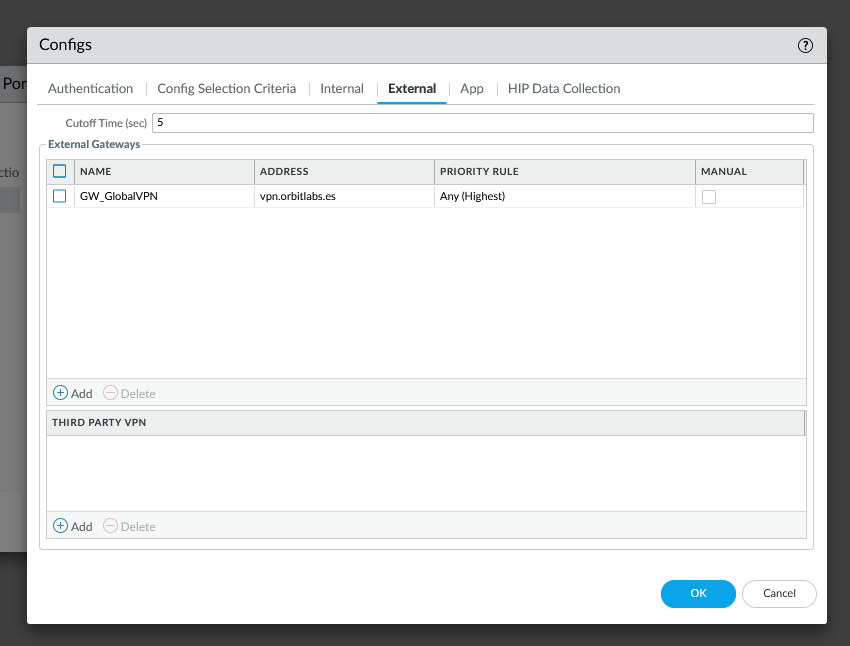 Configs
Por
Authentication | Config Selection Criteria | Internal | External | App | HIP Data Collection
ctio
Cutoff Time (sec) 5
External Gateways
NAME ADDRESS PRIORITY RULE MANUAL
GW_GlobalVPN vpn.orbitlabs.es Any (Highest)
Add Delete
THIRD PARTY VPN
Add Delete
OK Cancel